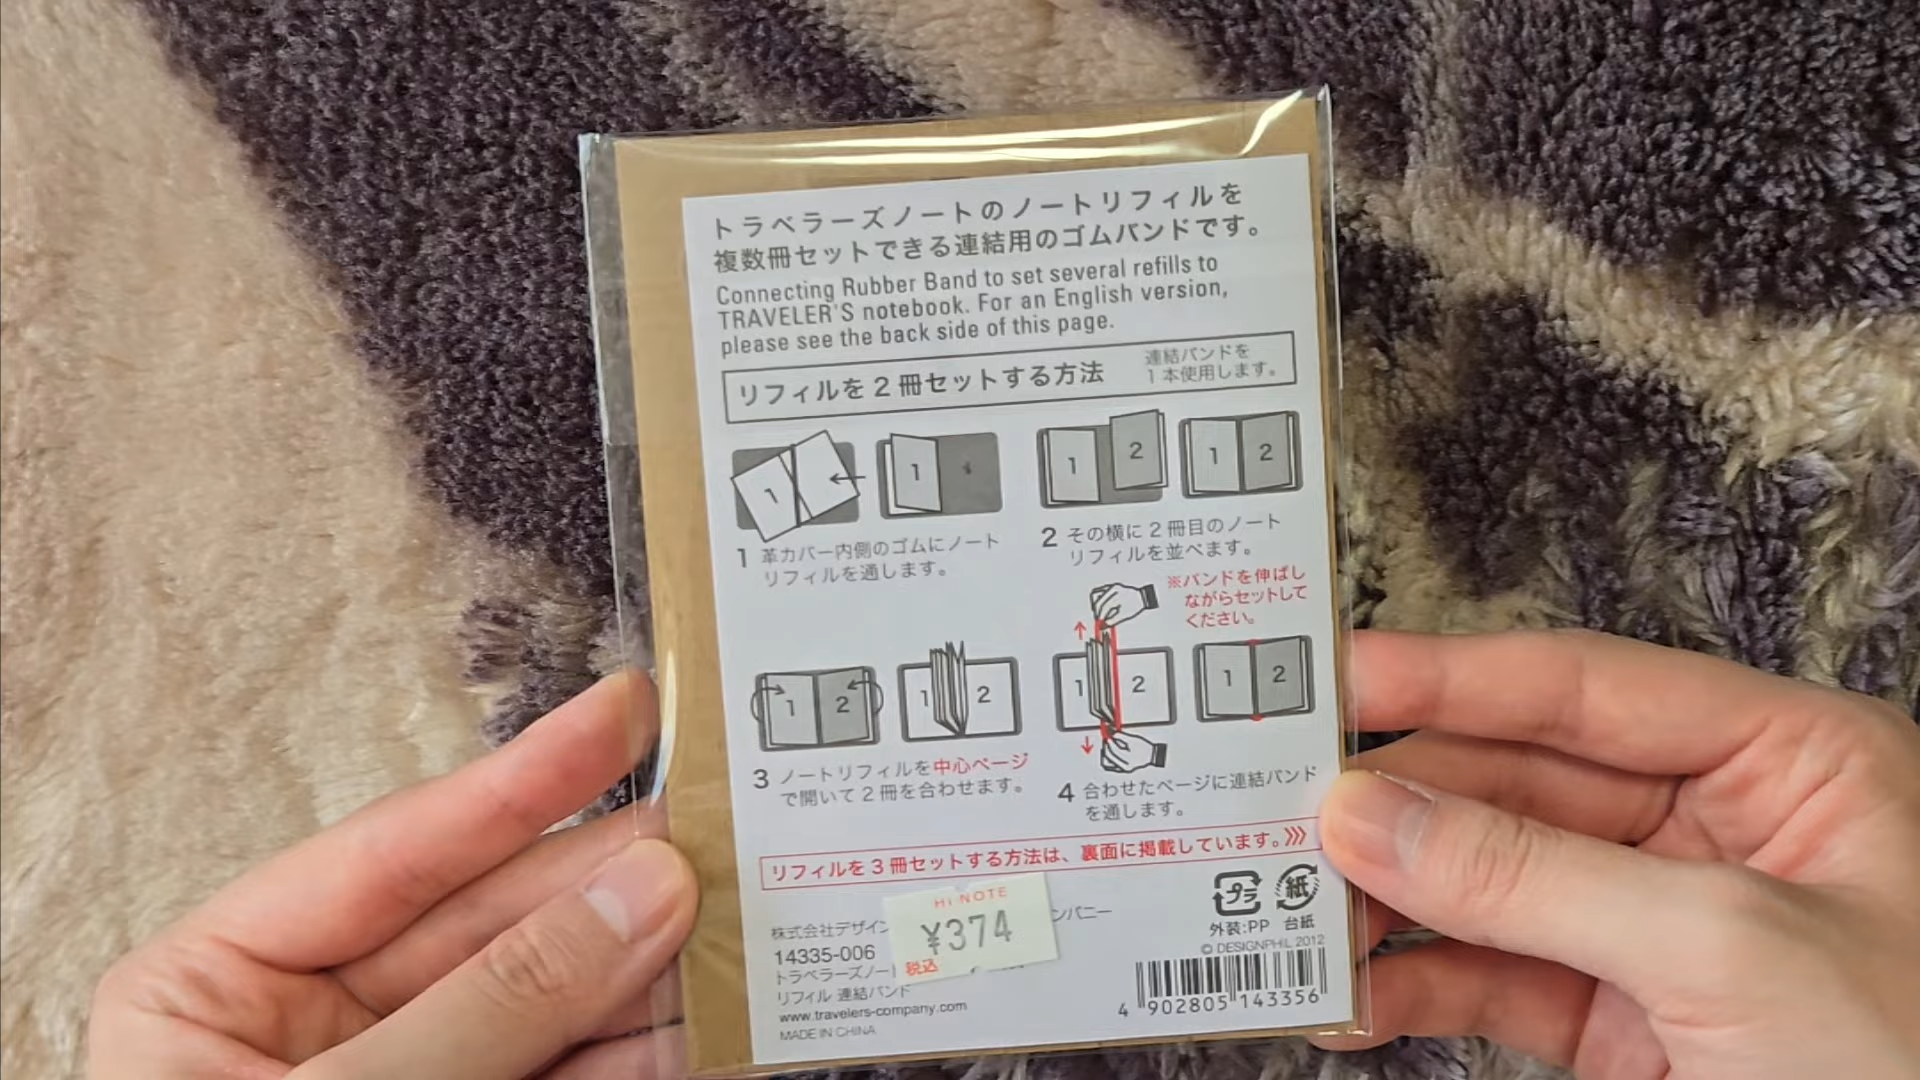 トラベラーズノートのノートリフィルを
複数冊セットできる連結用のゴムバンドです。
Connecting Rubber Band to set several refills to
TRAVELER'S notebook. For an English version,
please see the back side of this page.
リフィルを2冊セットする方法
連結バンドを
1本使用します。
1
1
1 2
1 2
1 革カバー内側のゴムにノート
リフィルを通します。
2 その横に2冊目のノート
リフィルを並べます。
※バンドを伸ばし
ながらセットして
ください。
1 2
1 2
1 2
1 2
3 ノートリフィルを中心ページ
で開いて2冊を合わせます。
4 合わせたページに連結バンド
を通します。
リフィルを3冊セットする方法は、裏面に掲載しています。
HI NOTE
¥374
税込
株式会社デザイン
ンパニー
14335-006
トラベラーズノー
リフィル 連結バンド
www.travelers-company.com
MADE IN CHINA
プラ 紙
外装:PP 台紙
© DESIGNPHIL 2012
4 902805 143356